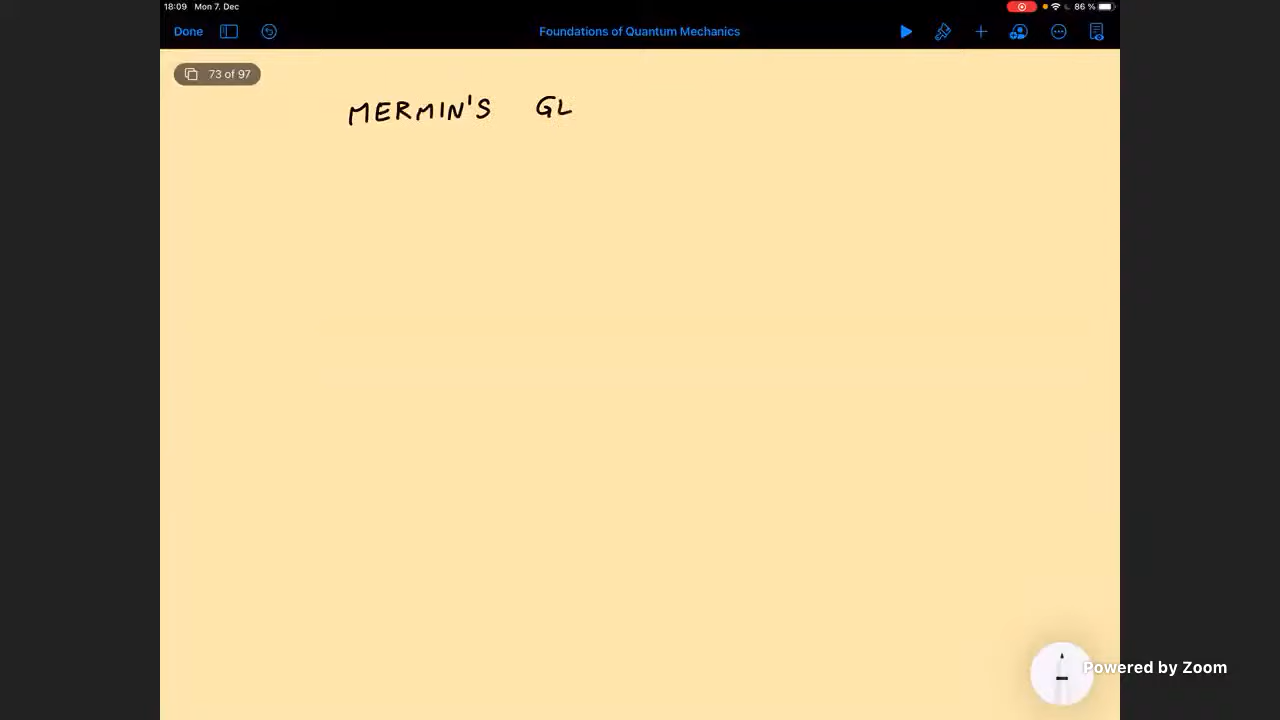 18:09 Mon 7. Dec 86 %
Done Foundations of Quantum Mechanics
73 of 97
MERMIN'S GL
Powered by Zoom